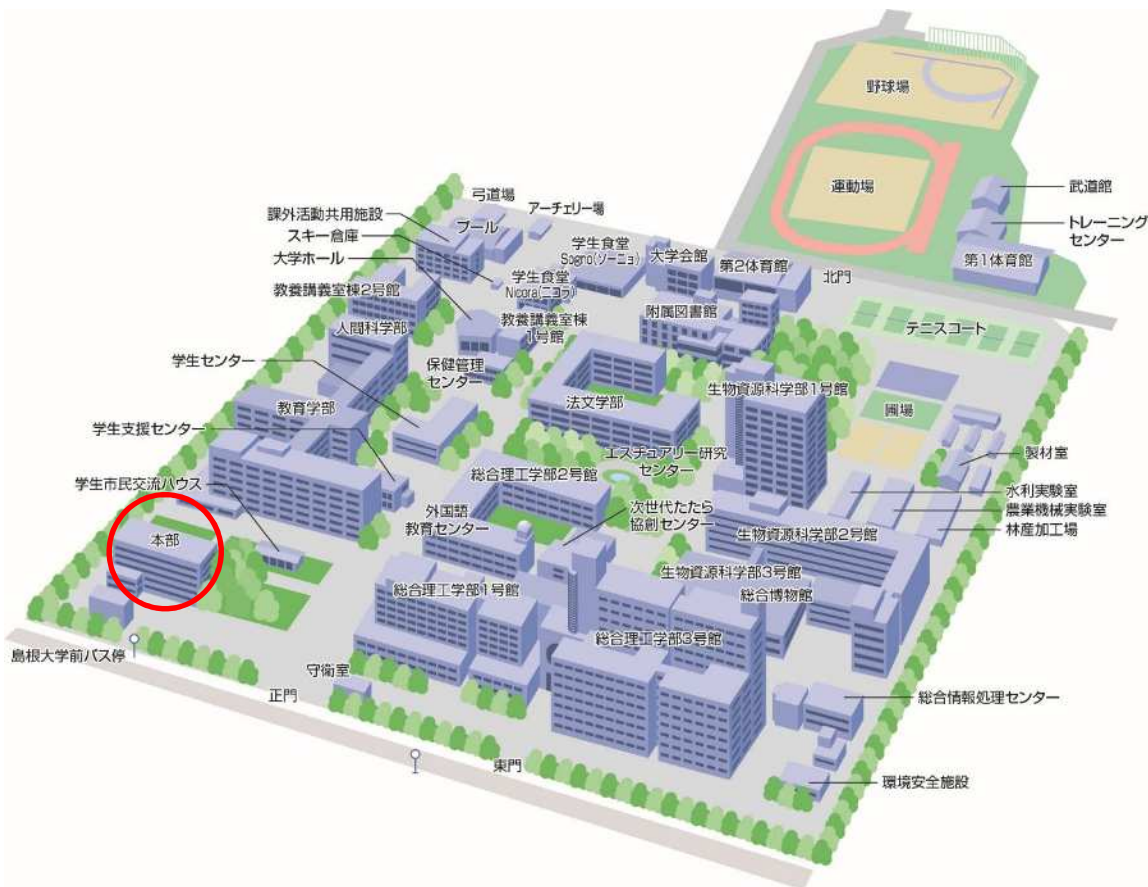 野球場
運動場
武道館
トレーニング
センター
第1体育館
弓道場
アーチェリー場
課外活動共用施設
プール
スキー倉庫
学生食堂
Sogno(ソーニョ)
大学会館
第2体育館
北門
大学ホール
学生食堂
Nicora(ニコラ)
教養講義室棟2号館
附属図書館
テニスコート
人間科学部
教養講義室棟
1号館
保健管理
センター
学生センター
生物資源科学部1号館
教育学部
法文学部
圃場
学生支援センター
エスチュアリー研究
センター
製材室
総合理工学部2号館
学生市民交流ハウス
水利実験室
外国語
教育センター
次世代たたら
協創センター
農業機械実験室
本部
生物資源科学部2号館
林産加工場
生物資源科学部3号館
総合理工学部1号館
総合博物館
総合理工学部3号館
島根大学前バス停
守衛室
正門
総合情報処理センター
東門
環境安全施設